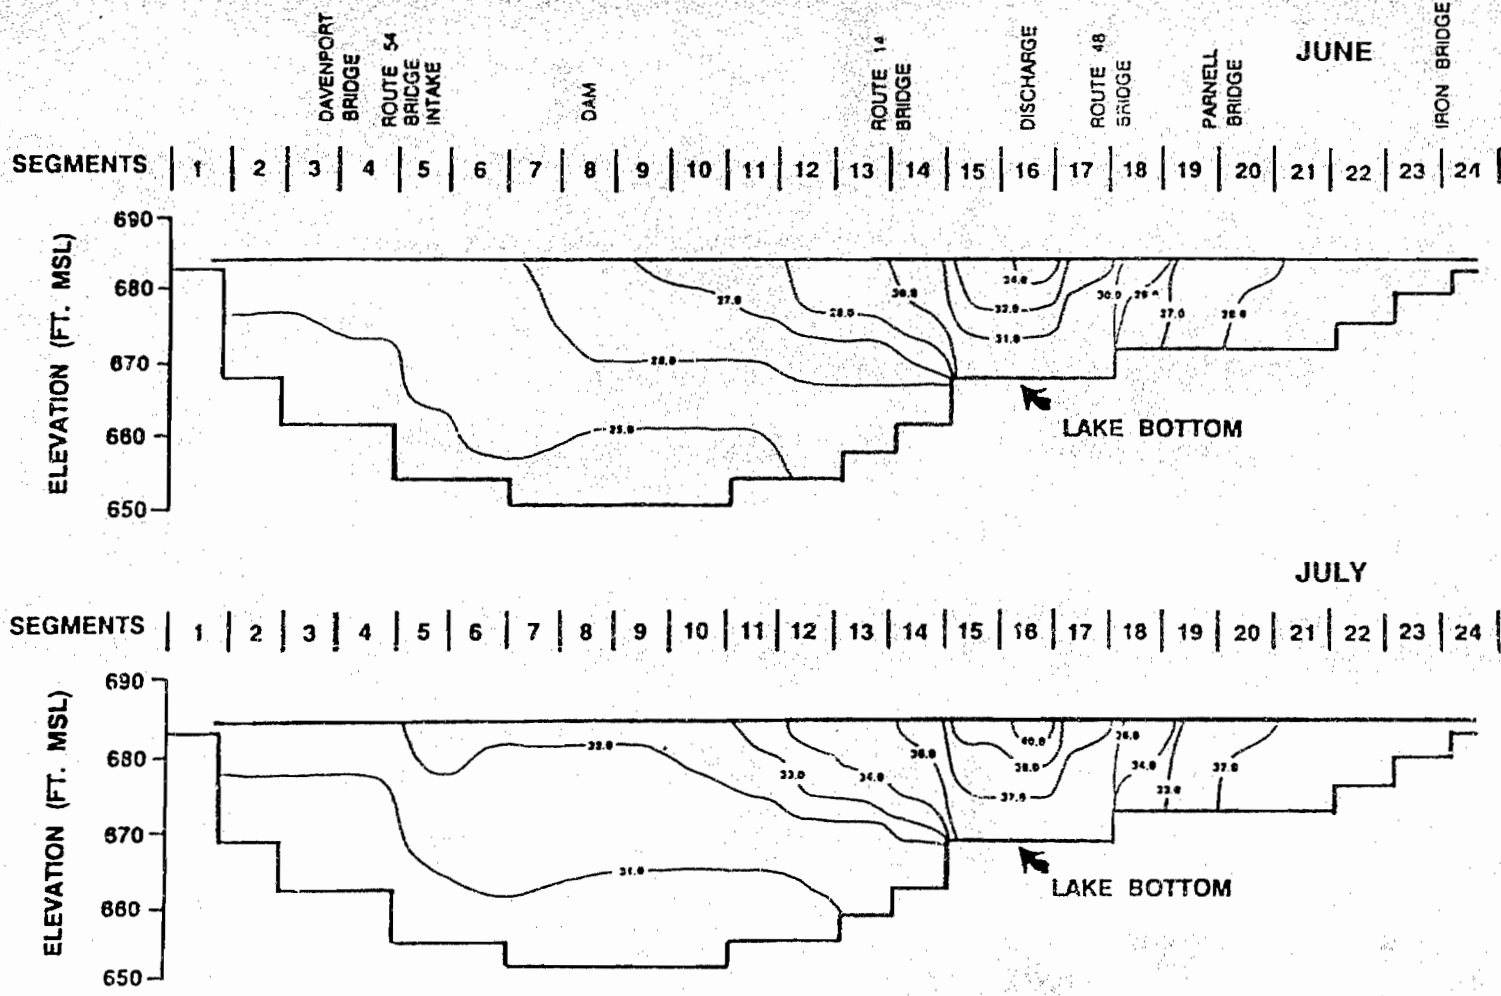 JUNE
DAVENPORT
BRIDGE
ROUTE 54
BRIDGE
INTAKE
DAM
ROUTE 14
BRIDGE
DISCHARGE
ROUTE 48
BRIDGE
PARNELL
BRIDGE
IRON BRIDGE
SEGMENTS 1 2 3 4 5 6 7 8 9 10 11 12 13 14 15 16 17 18 19 20 21 22 23 24
ELEVATION (FT. MSL)
690
680
670
660
650
34.0
27.0
30.0
30.0
32.0
28.0
27.0
31.0
25.0
LAKE BOTTOM
JULY
SEGMENTS 1 2 3 4 5 6 7 8 9 10 11 12 13 14 15 16 17 18 19 20 21 22 23 24
ELEVATION (FT. MSL)
690
680
670
660
650
40.0
32.0
36.0
38.0
34.0
37.0
33.0
34.0
33.0
37.0
31.0
LAKE BOTTOM